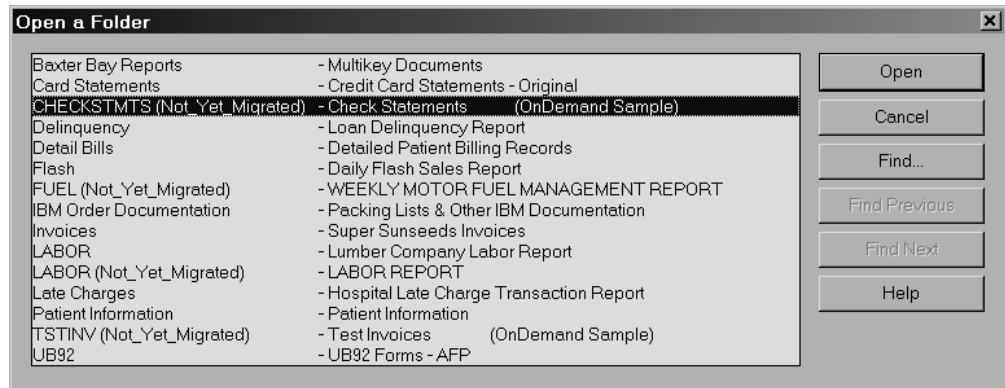 Open a Folder
Baxter Bay Reports - Multikey Documents
Card Statements - Credit Card Statements - Original
CHECKSTMTS (Not_Yet_Migrated) - Check Statements (OnDemand Sample)
Delinquency - Loan Delinquency Report
Detail Bills - Detailed Patient Billing Records
Flash - Daily Flash Sales Report
FUEL (Not_Yet_Migrated) - WEEKLY MOTOR FUEL MANAGEMENT REPORT
IBM Order Documentation - Packing Lists & Other IBM Documentation
Invoices - Super Sunseeds Invoices
LABOR - Lumber Company Labor Report
LABOR (Not_Yet_Migrated) - LABOR REPORT
Late Charges - Hospital Late Charge Transaction Report
Patient Information - Patient Information
TSTINV (Not_Yet_Migrated) - Test Invoices (OnDemand Sample)
UB92 - UB92 Forms - AFP
Open
Cancel
Find...
Find Previous
Find Next
Help